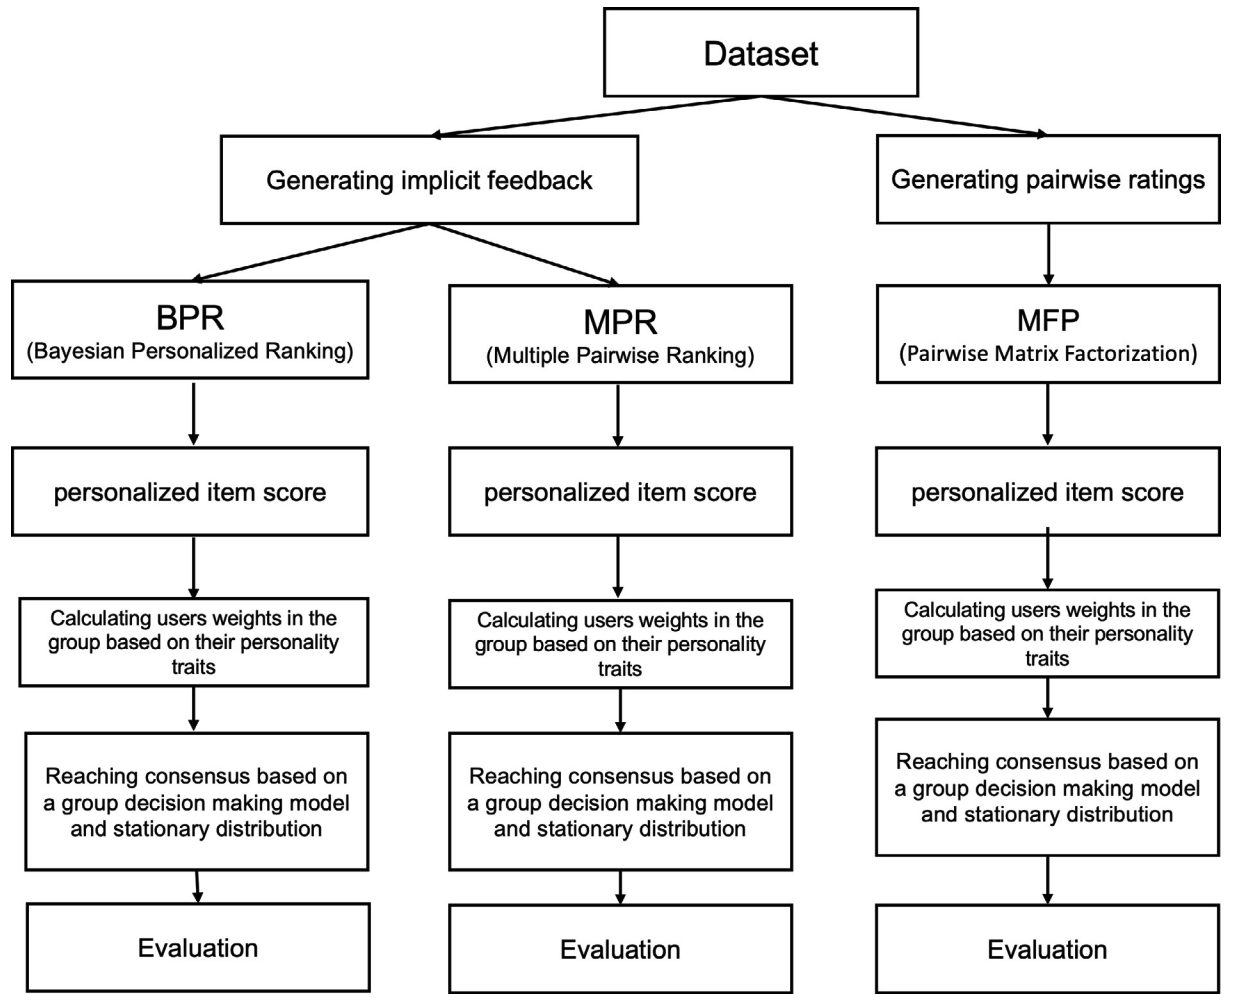 Dataset
Generating implicit feedback
Generating pairwise ratings
BPR
(Bayesian Personalized Ranking)
MPR
(Multiple Pairwise Ranking)
MFP
(Pairwise Matrix Factorization)
personalized item score
personalized item score
personalized item score
Calculating users weights in the
group based on their personality
traits
Calculating users weights in the
group based on their personality
traits
Calculating users weights in the
group based on their personality
traits
Reaching consensus based on
a group decision making model
and stationary distribution
Reaching consensus based on
a group decision making model
and stationary distribution
Reaching consensus based on
a group decision making model
and stationary distribution
Evaluation
Evaluation
Evaluation